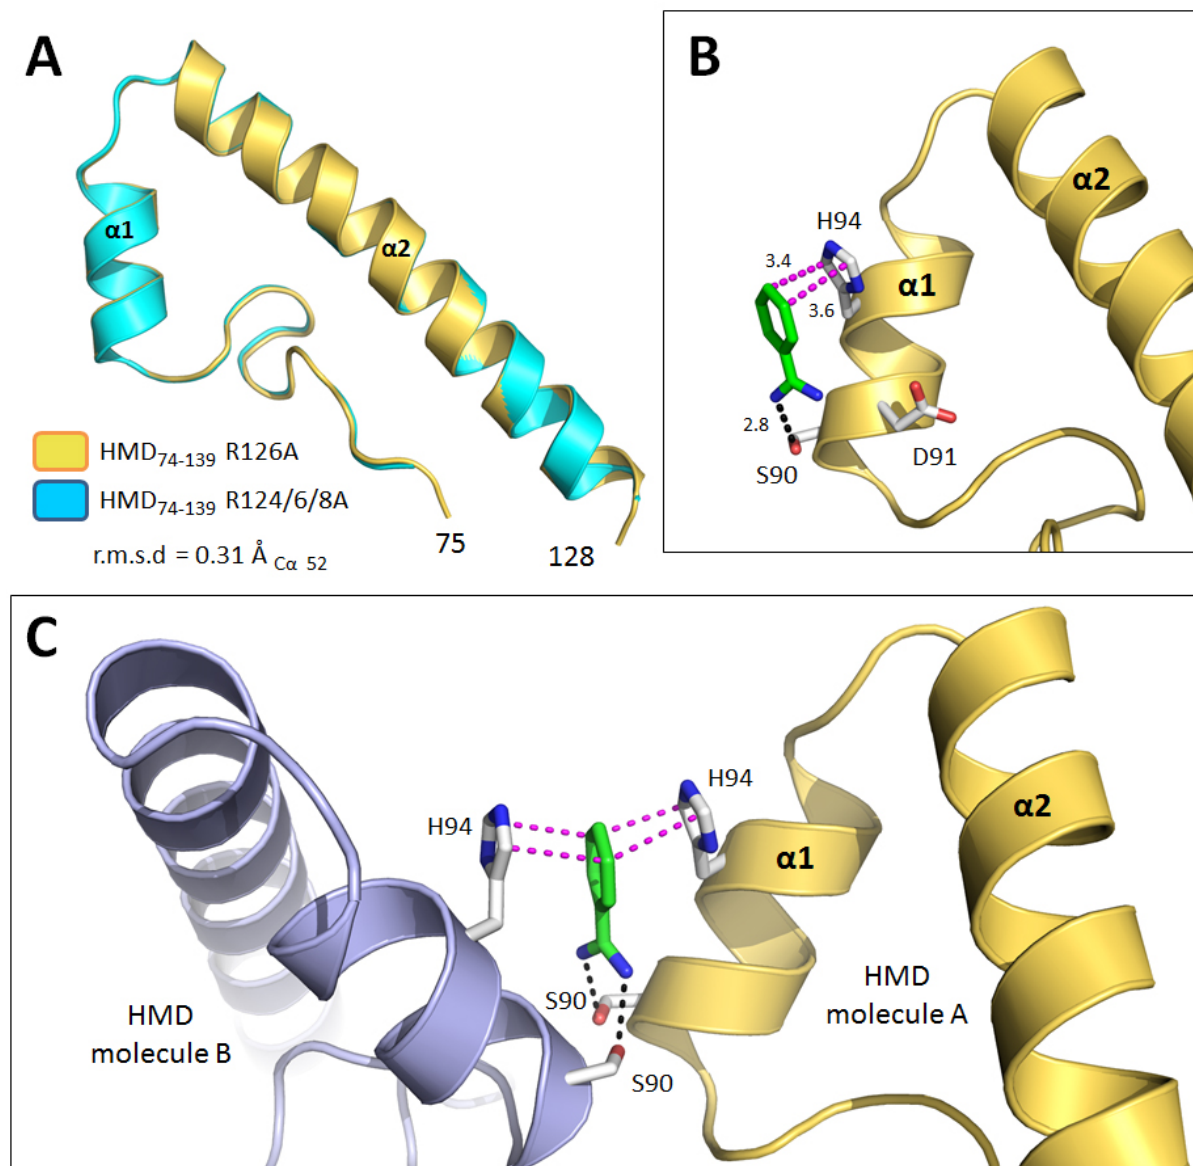 A
α1
α2
HMD74-139 R126A
HMD74-139 R124/6/8A
r.m.s.d = 0.31 Å Cα 52
75
128
B
α2
H94
3.4
α1
3.6
2.8
D91
S90
C
H94
α2
H94
α1
HMD
molecule A
S90
HMD
molecule B
S90